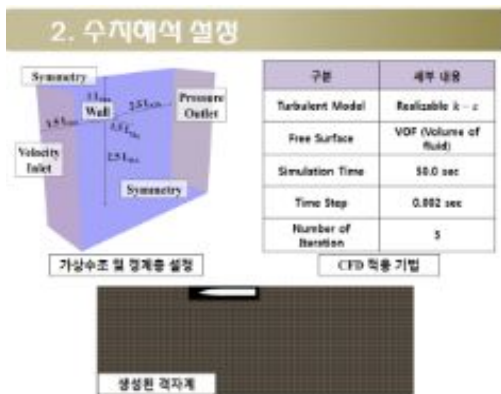 2. 수치해석 설정
Symmetry
Wall
Pressure
Outlet
Velocity
Inlet
Symmetry
가상수조 및 경계층 설정
구분
세부 내용
Turbulent Model
Realizable k - ε
Free Surface
VOF (Volume of
fluid)
Simulation Time
50.0 sec
Time Step
0.002 sec
Number of
Iteration
5
CFD 적용 기법
생성된 격자계